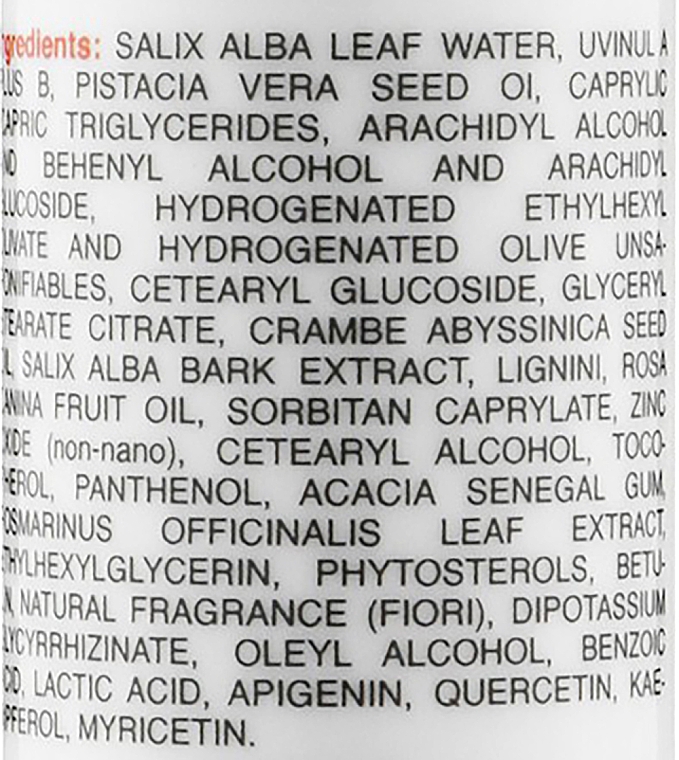 gredients: SALIX ALBA LEAF WATER, UVINUL A
LUS B, PISTACIA VERA SEED OI, CAPRYLIC
APRIC TRIGLYCERIDES, ARACHIDYL ALCOHOL
ND BEHENYL ALCOHOL AND ARACHIDYL
LUCOSIDE, HYDROGENATED ETHYLHEXYL
LIVATE AND HYDROGENATED OLIVE UNSA-
ONIFIABLES, CETEARYL GLUCOSIDE, GLYCERYL
TEARATE CITRATE, CRAMBE ABYSSINICA SEED
IL, SALIX ALBA BARK EXTRACT, LIGNINI, ROSA
ANINA FRUIT OIL, SORBITAN CAPRYLATE, ZINC
XIDE (non-nano), CETEARYL ALCOHOL, TOCO-
HEROL, PANTHENOL, ACACIA SENEGAL GUM,
OSMARINUS OFFICINALIS LEAF EXTRACT,
THYLHEXYLGLYCERIN, PHYTOSTEROLS, BETU-
N, NATURAL FRAGRANCE (FIORI), DIPOTASSIUM
LYCYRRHIZINATE, OLEYL ALCOHOL, BENZOIC
CID, LACTIC ACID, APIGENIN, QUERCETIN, KAE-
PFEROL, MYRICETIN.